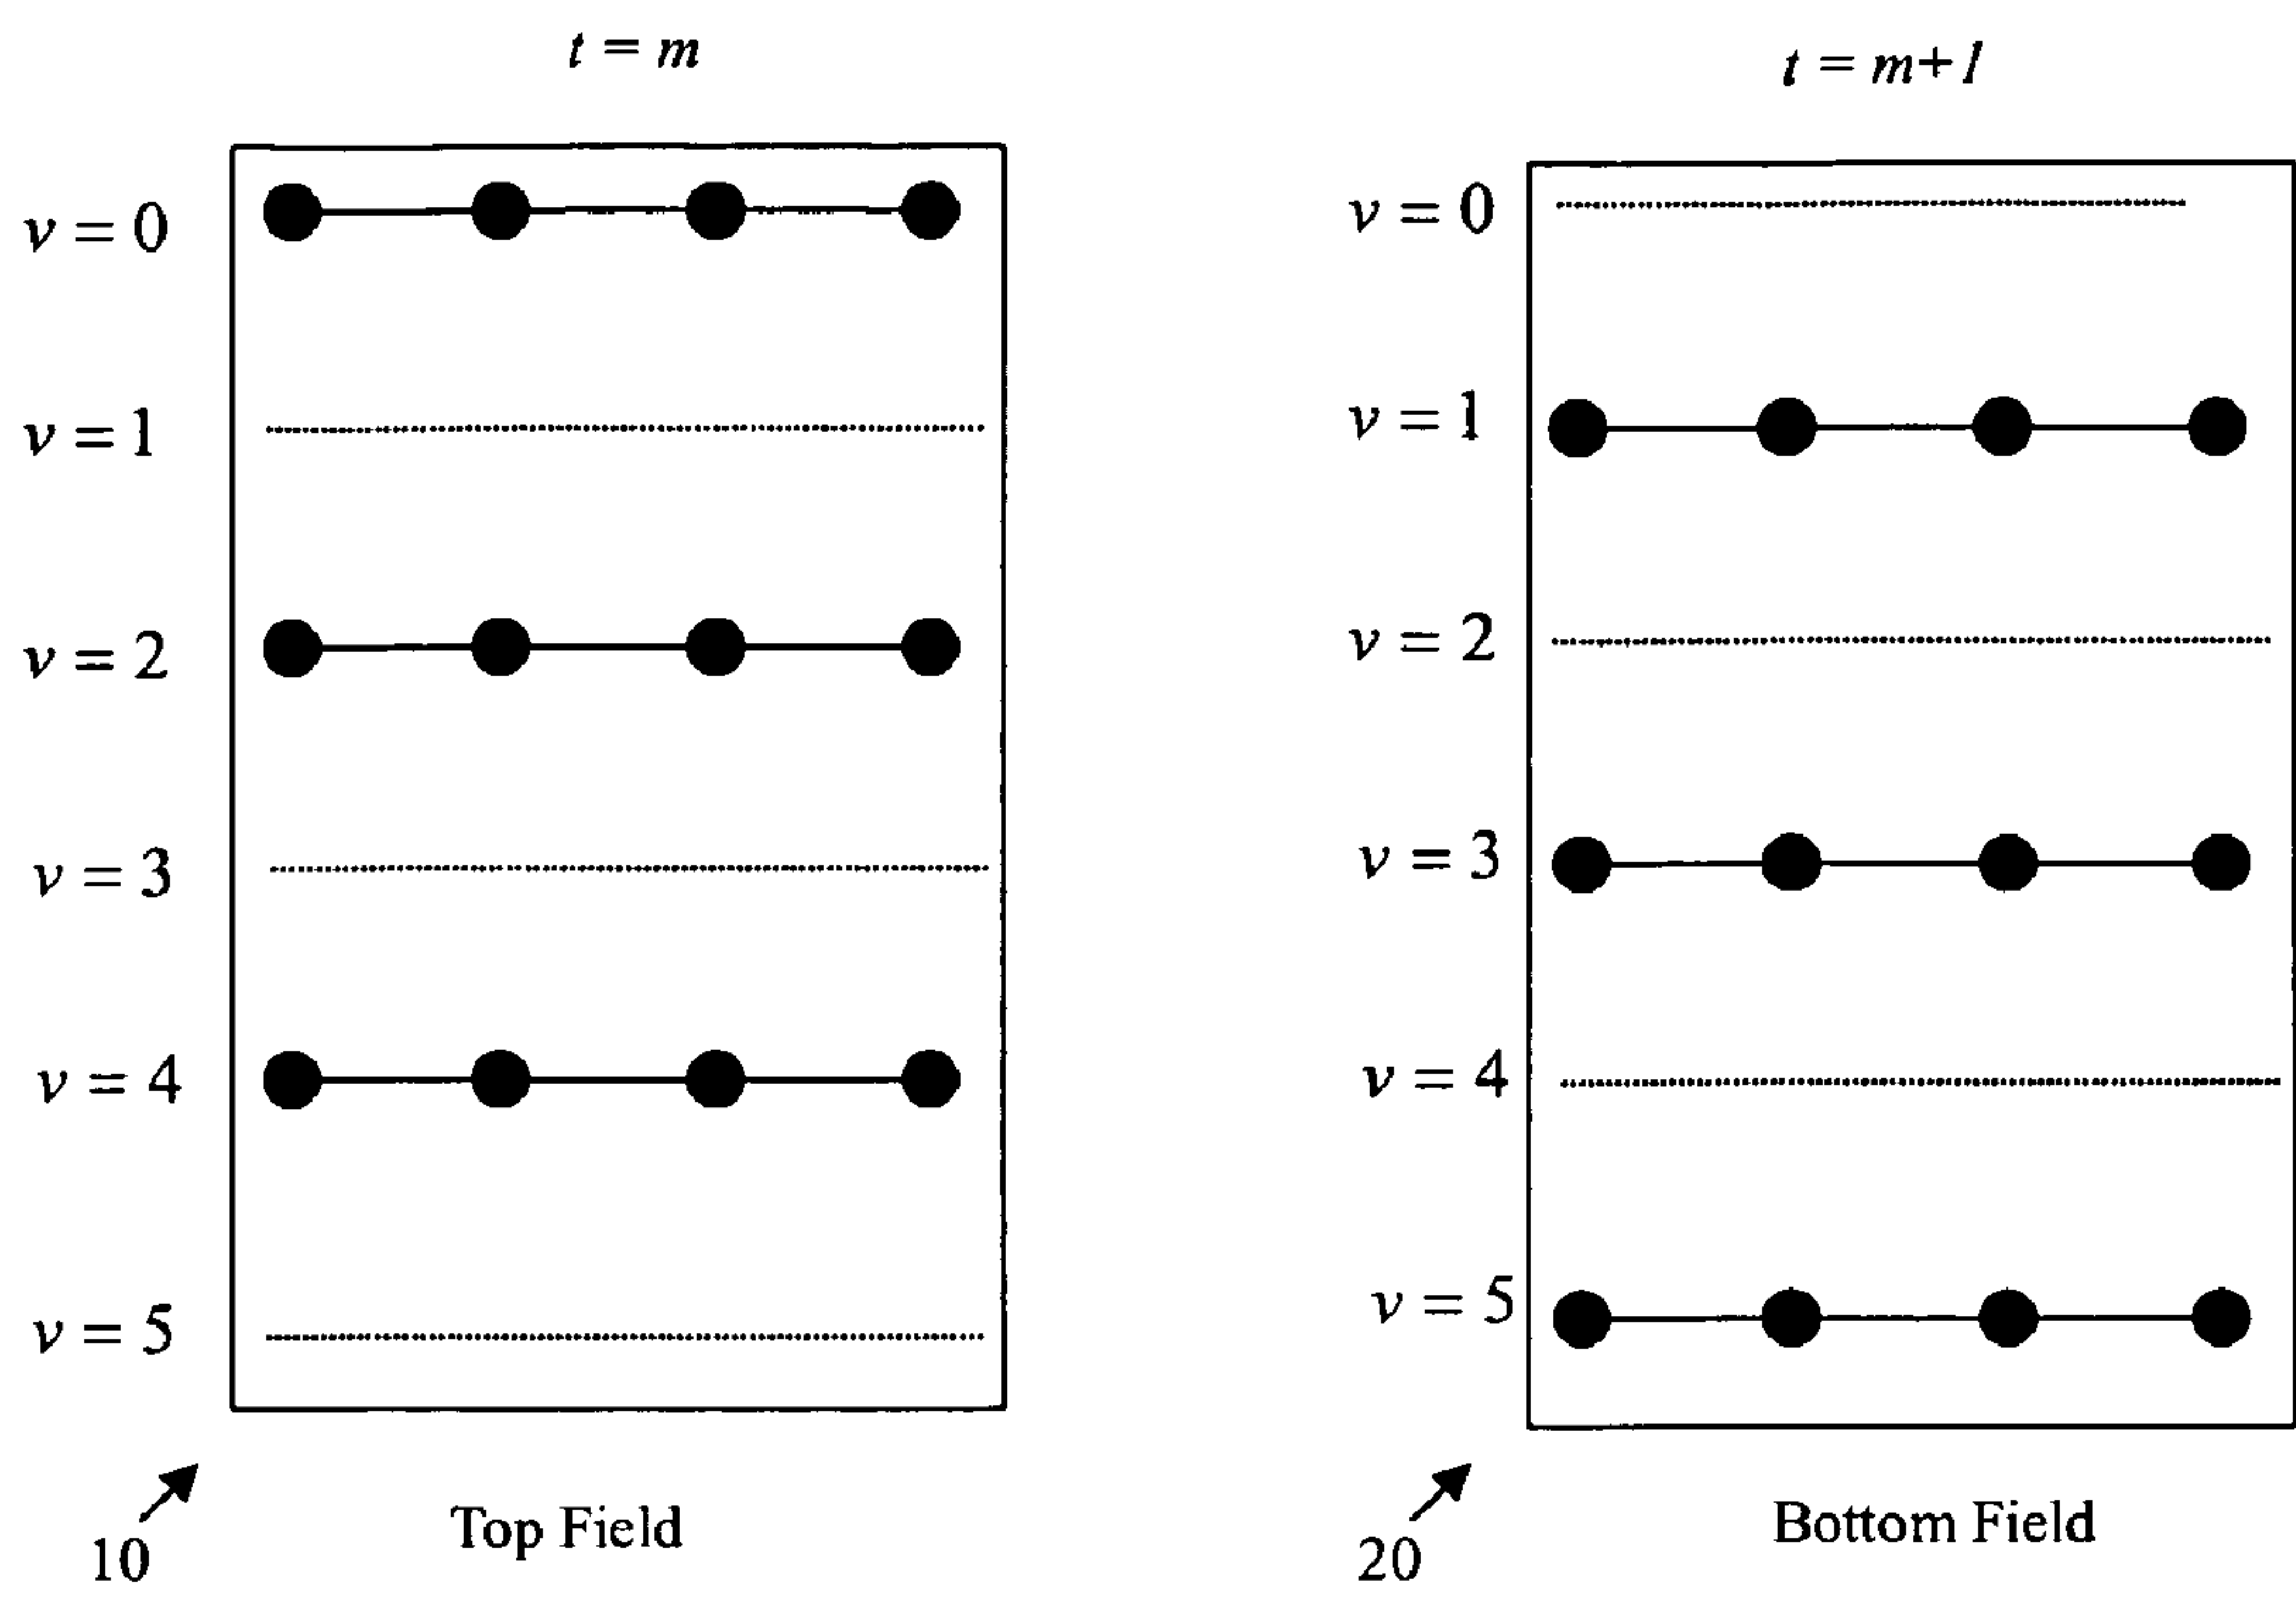 t = m
v = 0
v = 1
v = 2
v = 3
v = 4
v = 5
10
Top Field
t = m+1
v = 0
v = 1
v = 2
v = 3
v = 4
v = 5
20
Bottom Field